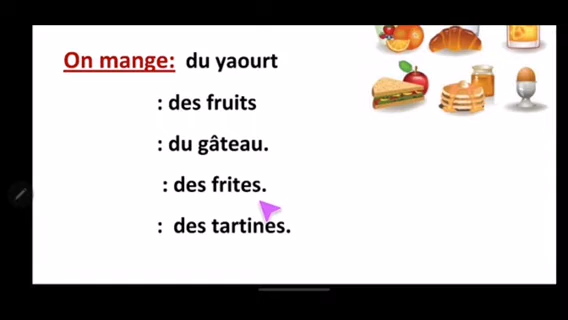 On mange: du yaourt
: des fruits
: du gâteau.
: des frites.
: des tartines.